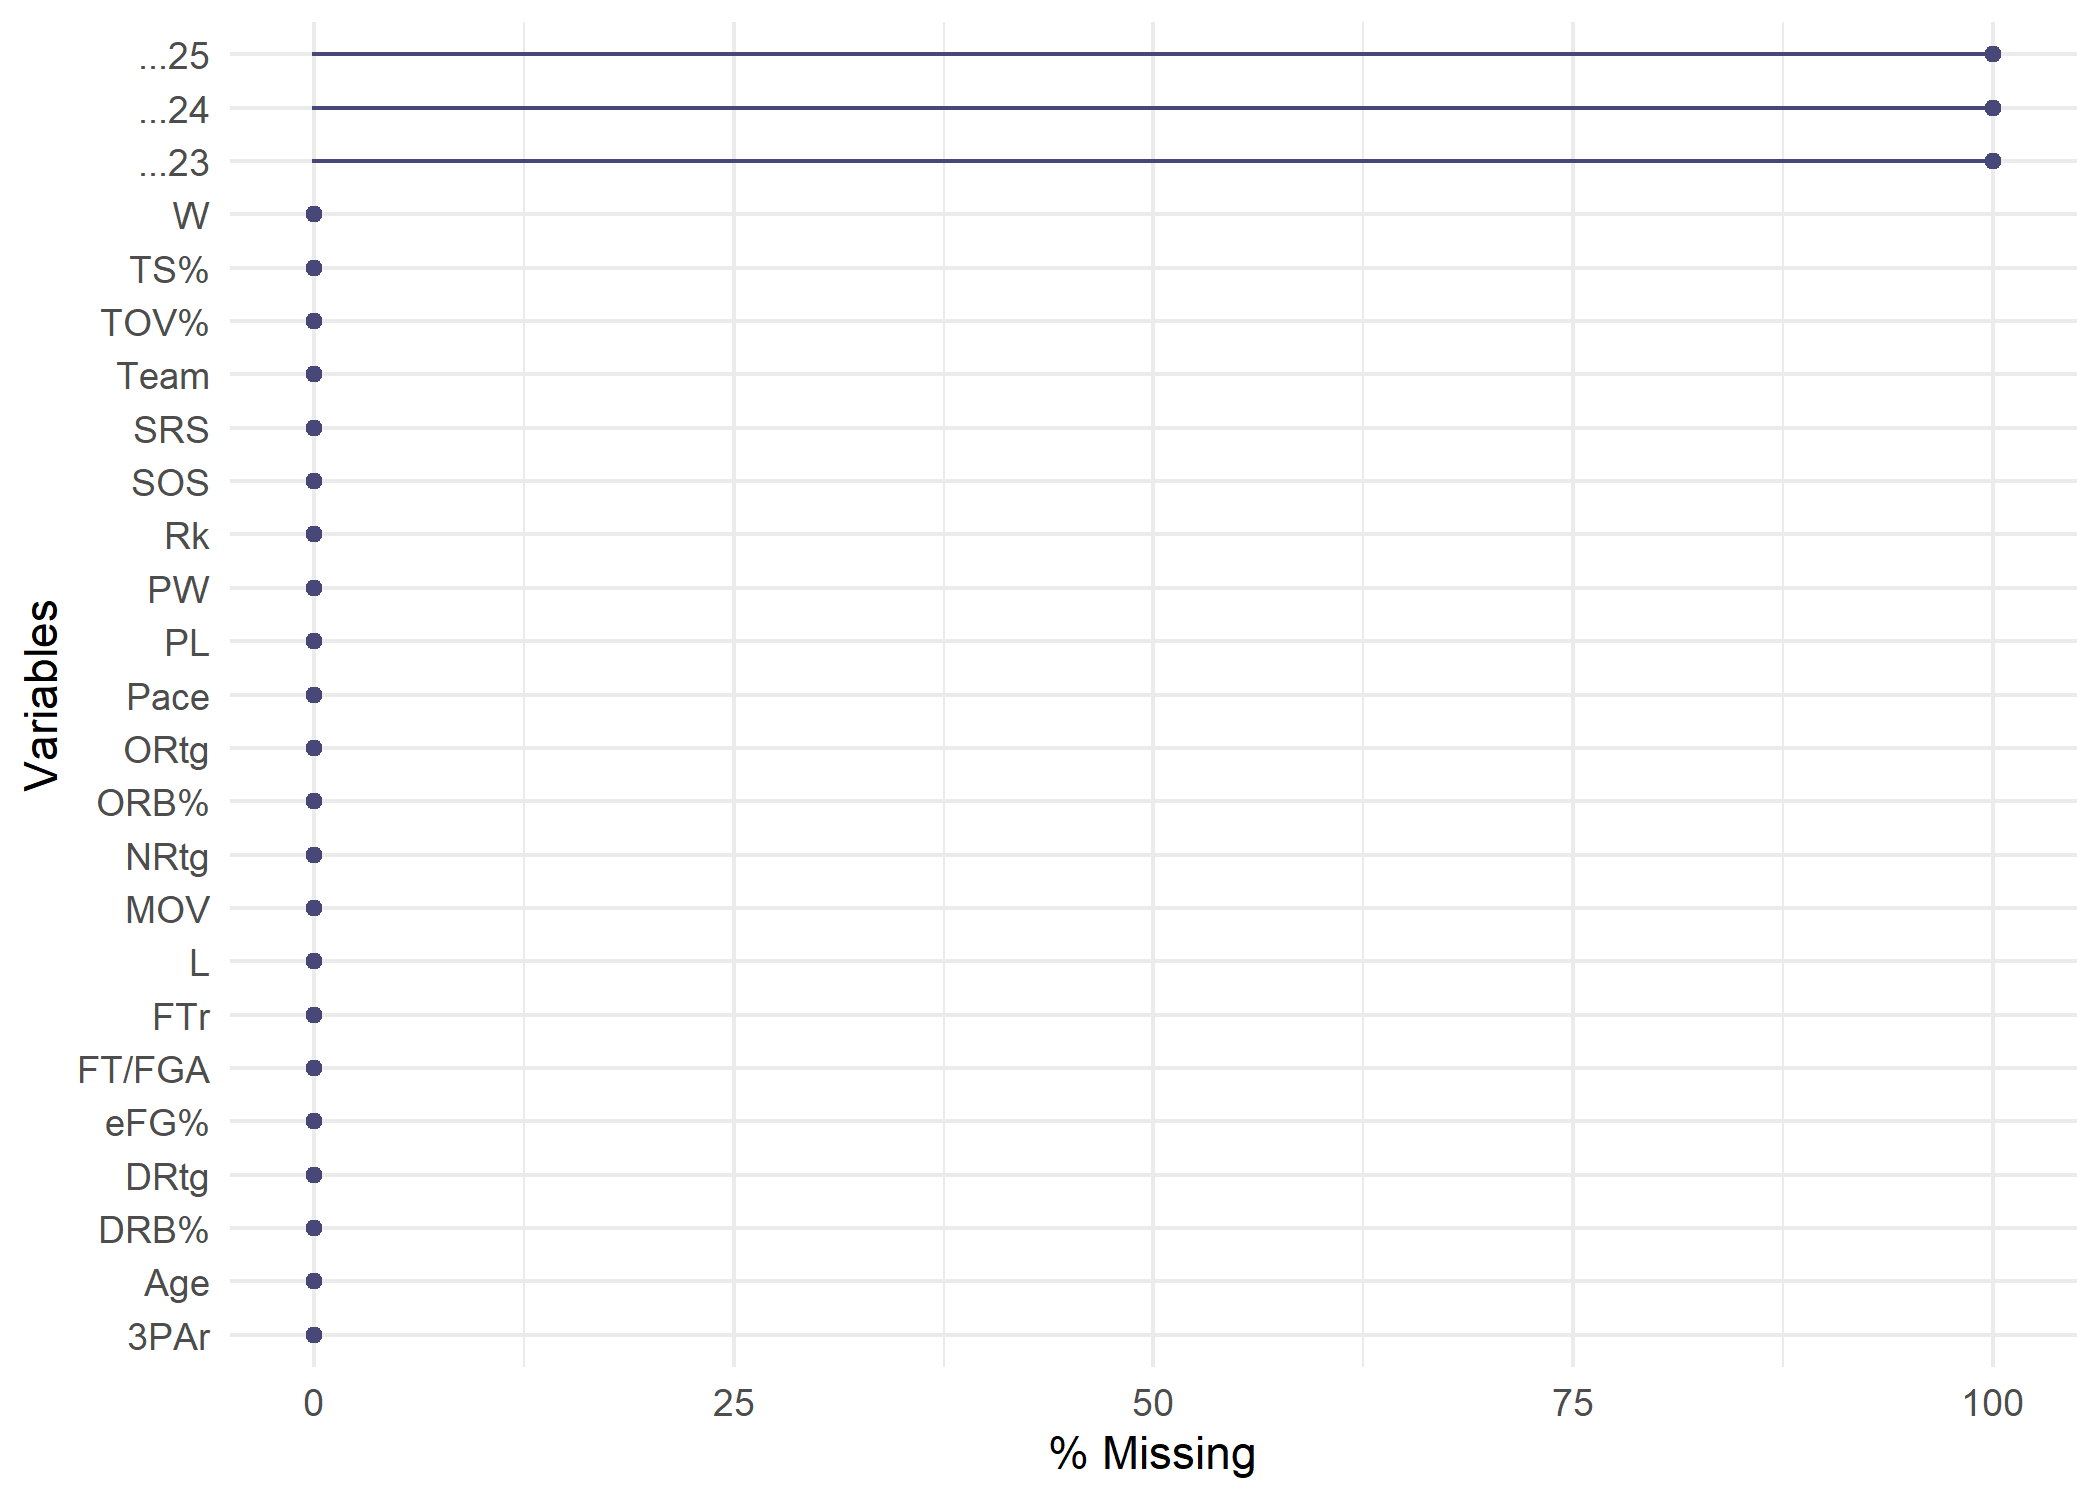 ...25
...24
...23
W
TS%
TOV%
Team
SRS
SOS
Rk
PW
PL
Pace
ORtg
ORB%
NRtg
MOV
L
FTr
FT/FGA
eFG%
DRtg
DRB%
Age
3PAr
Variables
0 25 50 75 100
% Missing